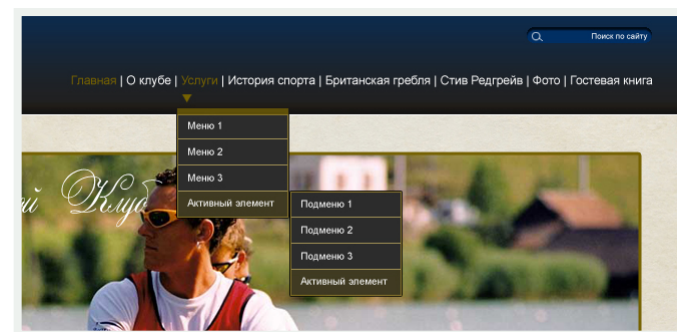 Поиск по сайту
Главная | О клубе | Услуги | История спорта | Британская гребля | Стив Редгрейв | Фото | Гостевая книга
Меню 1
Меню 2
Меню 3
Активный элемент
Подменю 1
Подменю 2
Подменю 3
Активный элемент